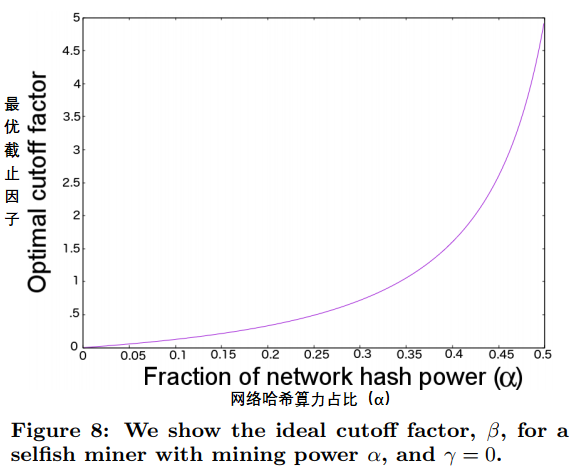 5
4.5
4
3.5
3
2.5
2
1.5
1
.5
0
最优截止因子
Optimal cutoff factor
0 0.05 0.1 0.15 0.2 0.25 0.3 0.35 0.4 0.45 0.5
Fraction of network hash power (α)
网络哈希算力占比 (α)
Figure 8: We show the ideal cutoff factor, β, for a
selfish miner with mining power α, and γ = 0.